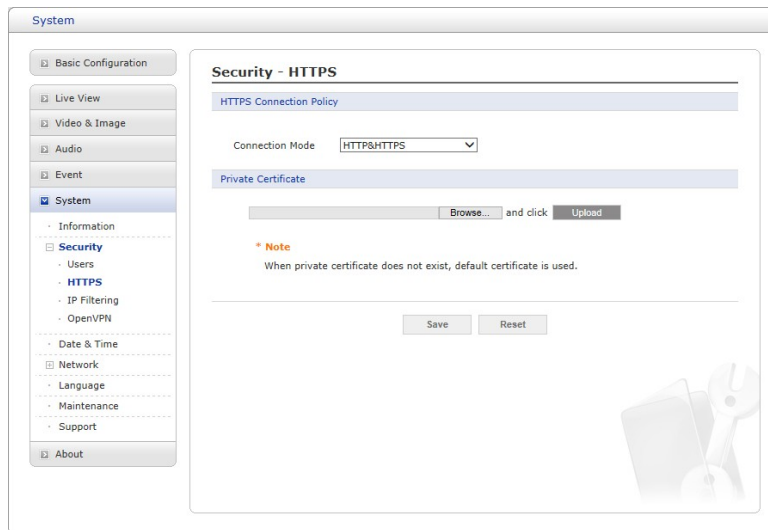 System
Basic Configuration
Live View
Video & Image
Audio
Event
System
Information
Security
Users
HTTPS
IP Filtering
OpenVPN
Date & Time
Network
Language
Maintenance
Support
About
Security - HTTPS
HTTPS Connection Policy
Connection Mode HTTP&HTTPS
Private Certificate
Browse... and click Upload
* Note
When private certificate does not exist, default certificate is used.
Save Reset